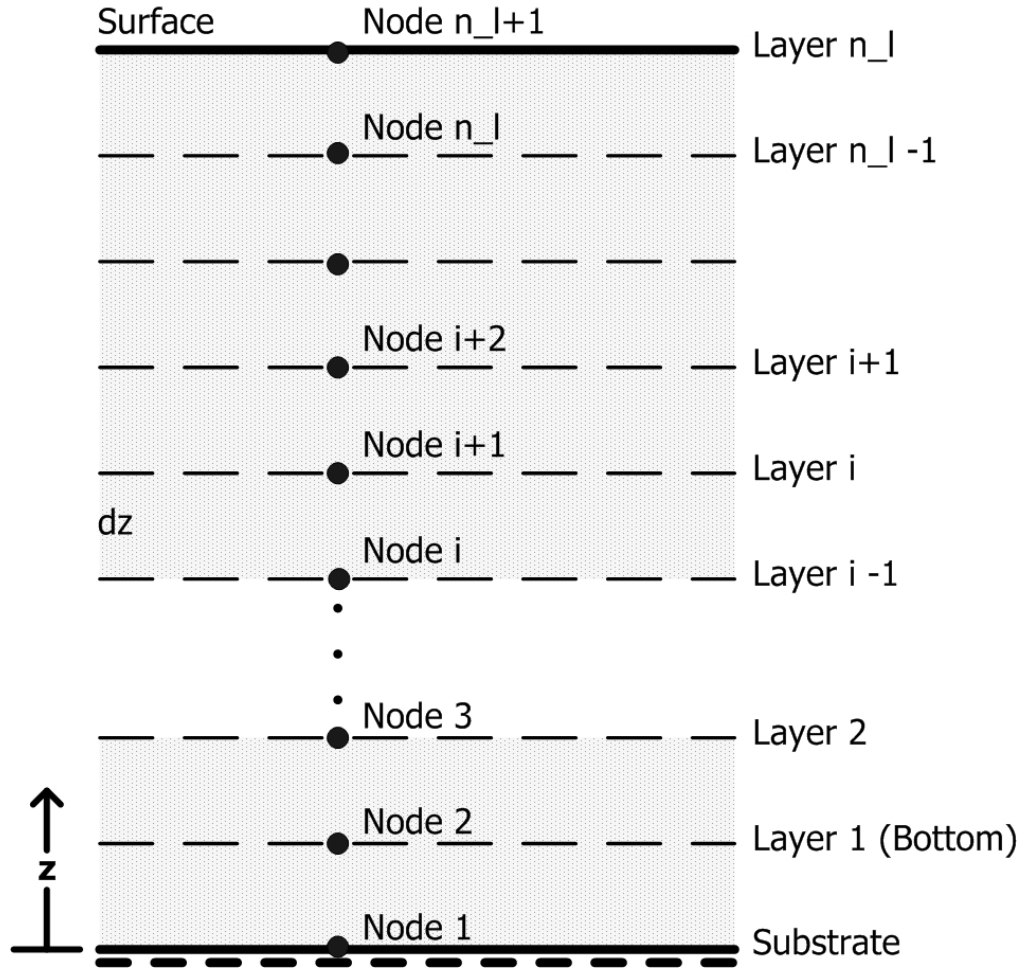 Surface
Node n_l+1
Layer n_l
Node n_l
Layer n_l -1
Node i+2
Layer i+1
Node i+1
Layer i
dz
Node i
Layer i -1
Node 3
Layer 2
Node 2
Layer 1 (Bottom)
z
Node 1
Substrate